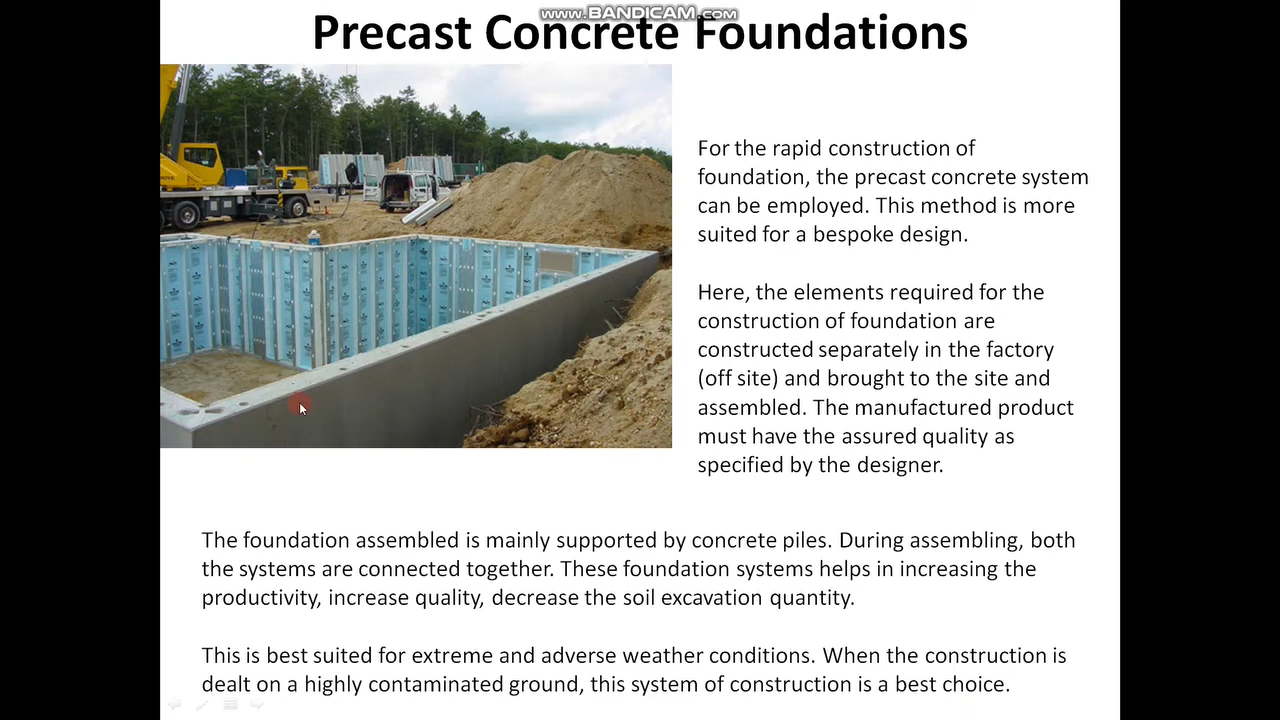 www.BANDICAM.com
Precast Concrete Foundations
For the rapid construction of
foundation, the precast concrete system
can be employed. This method is more
suited for a bespoke design.
Here, the elements required for the
construction of foundation are
constructed separately in the factory
(off site) and brought to the site and
assembled. The manufactured product
must have the assured quality as
specified by the designer.
The foundation assembled is mainly supported by concrete piles. During assembling, both
the systems are connected together. These foundation systems helps in increasing the
productivity, increase quality, decrease the soil excavation quantity.
This is best suited for extreme and adverse weather conditions. When the construction is
dealt on a highly contaminated ground, this system of construction is a best choice.